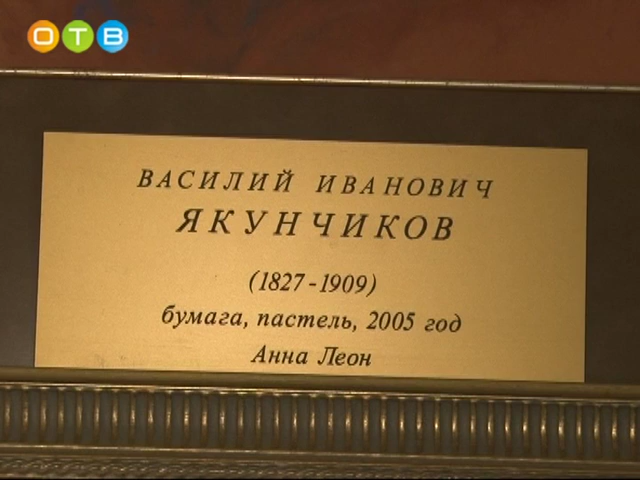 ОТВ
ВАСИЛИЙ ИВАНОВИЧ
ЯКУНЧИКОВ
(1827-1909)
бумага, пастель, 2005 год
Анна Леон